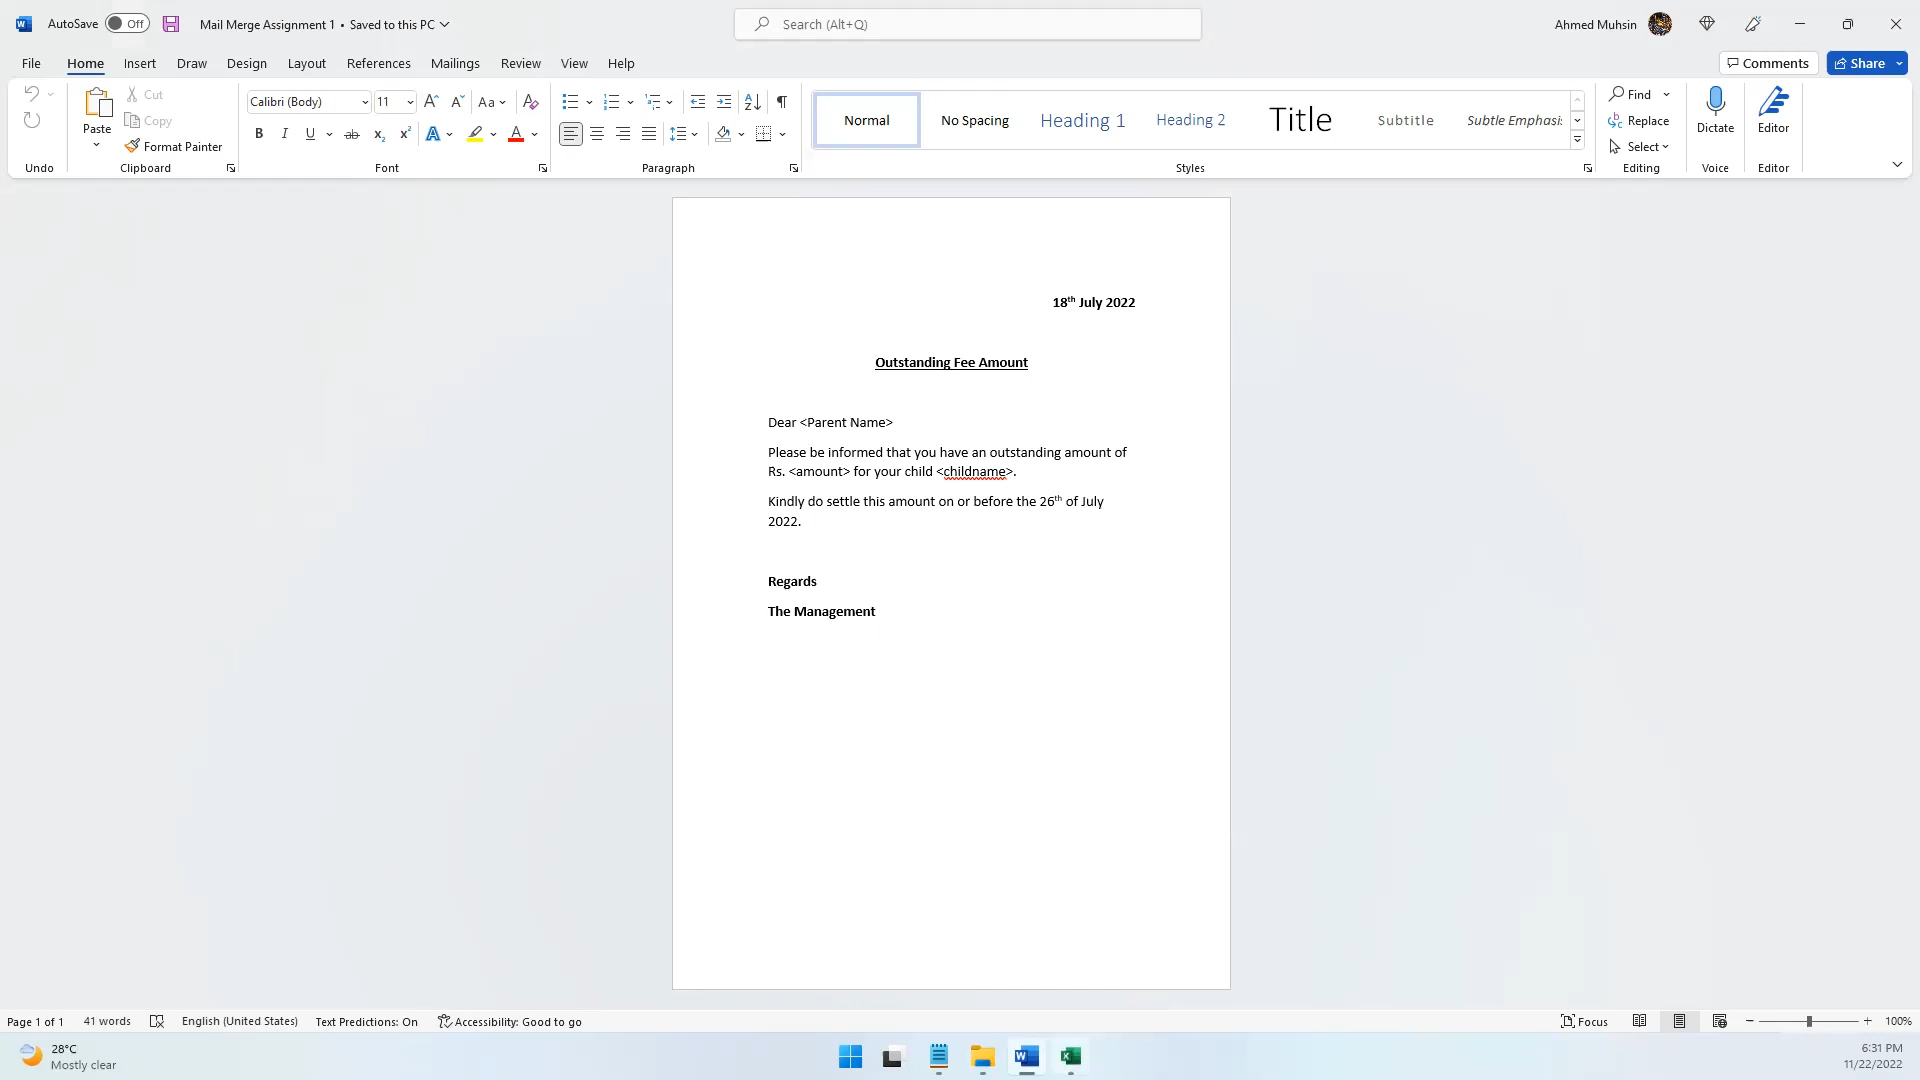 AutoSave Off Mail Merge Assignment 1 • Saved to this PC Search (Alt+Q) Ahmed Muhsin
File Home Insert Draw Design Layout References Mailings Review View Help Comments Share
Paste Cut Copy Format Painter
Calibri (Body) 11
Normal No Spacing Heading 1 Heading 2 Title Subtitle Subtle Emphasi
Find Replace Select
Dictate Editor
Undo Clipboard Font Paragraph Styles Editing Voice Editor
18th July 2022
Outstanding Fee Amount
Dear <Parent Name>
Please be informed that you have an outstanding amount of
Rs. <amount> for your child <childname>.
Kindly do settle this amount on or before the 26th of July
2022.
Regards
The Management
Page 1 of 1 41 words English (United States) Text Predictions: On Accessibility: Good to go Focus 100%
28°C
Mostly clear
6:31 PM
11/22/2022